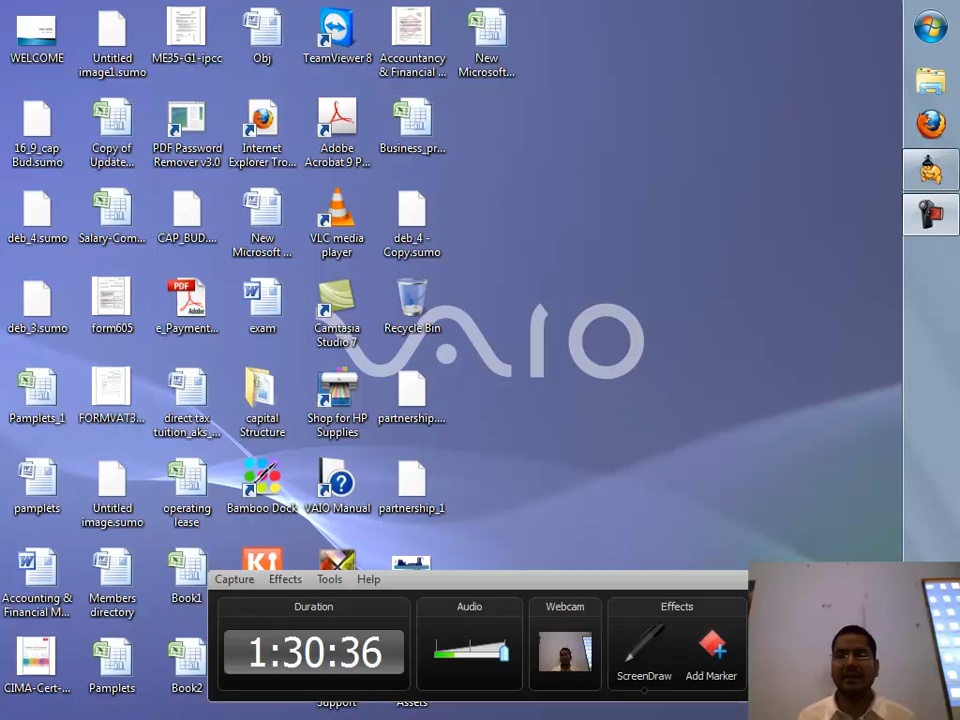 WELCOME
Untitled
image1.sumo
ME35-G1-ipcc
Obj
TeamViewer 8
Accountancy
& Financial ...
New
Microsoft...
16_9_cap
Bud.sumo
Copy of
Update...
PDF Password
Remover v3.0
Internet
Explorer Tro...
Adobe
Acrobat 9 P...
Business_pr...
deb_4.sumo
Salary-Com...
CAP_BUD....
New
Microsoft ...
VLC media
player
deb_4 -
Copy.sumo
deb_3.sumo
form605
PDF
Adobe
e_Payment...
exam
Camtasia
Studio 7
Recycle Bin
VAIO
Pamplets_1
FORMVAT3...
direct tax
tuition_aks_...
capital
Structure
Shop for HP
Supplies
partnership....
pamplets
Untitled
image.sumo
operating
lease
Bamboo Dock
VAIO Manual
partnership_1
Accounting &
Financial M...
Members
directory
Book1
Ki
CIMA-Cert-...
Pamplets
Book2
Support
Assets
Capture Effects Tools Help
Duration
1:30:36
Audio
Webcam
Effects
ScreenDraw
Add Marker